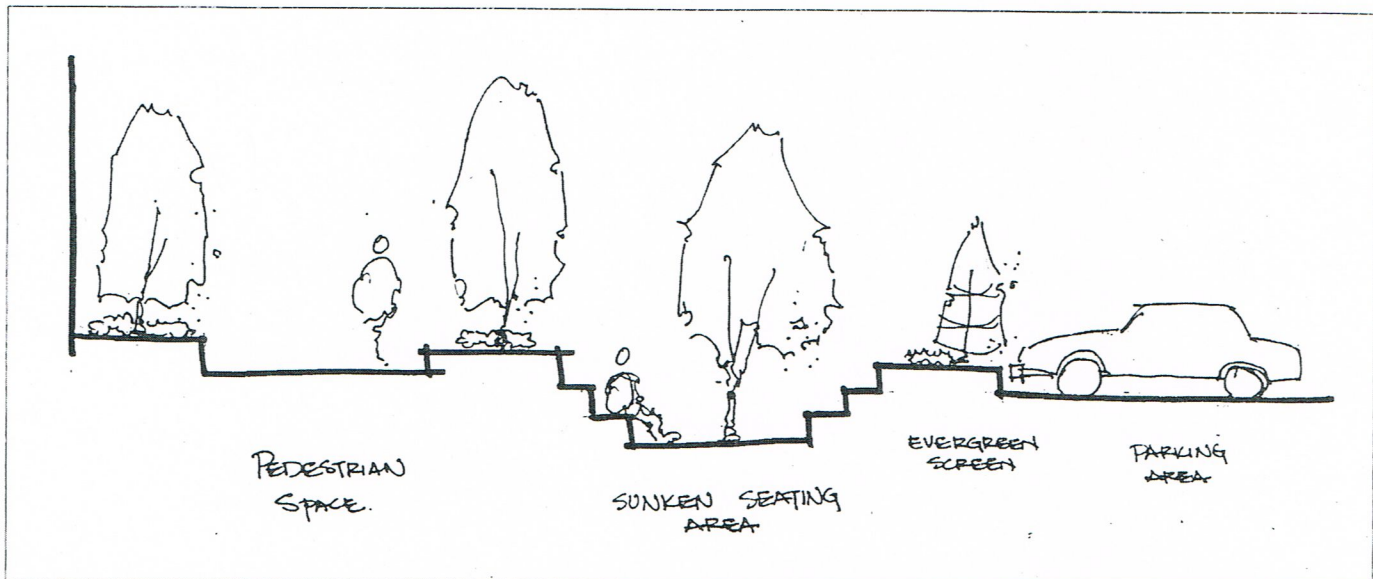 PEDESTRIAN
SPACE.
SUNKEN SEATING
AREA
EVERGREEN
SCREEN
PARKING
AREA